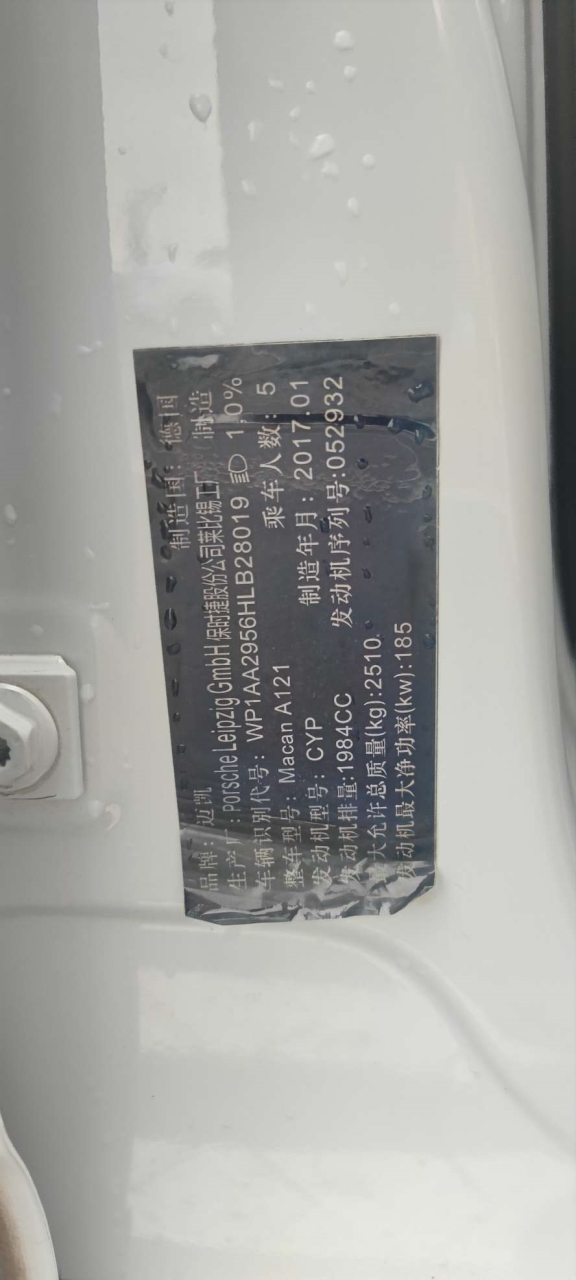 品牌: 迈凯 制造国: 德国
生产厂: Porsche Leipzig GmbH 保时捷股份公司莱比锡工厂 制造
车辆识别代号: WP1AA2956HLB28019 1.0%
整车型号: Macan A121 乘车人数: 5
发动机型号: CYP 制造年月: 2017.01
发动机排量:1984CC 发动机序列号:052932
最大允许总质量(kg):2510
发动机最大净功率(kw):185